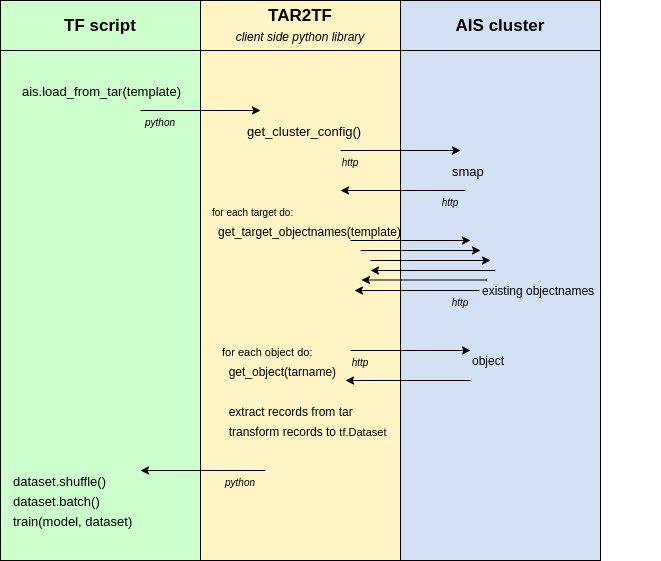 TF script
TAR2TF
client side python library
AIS cluster
ais.load_from_tar(template)
python
get_cluster_config()
http
smap
http
for each target do:
get_target_objectnames(template)
existing objectnames
http
for each object do:
http
object
get_object(tarname)
extract records from tar
transform records to tf.Dataset
python
dataset.shuffle()
dataset.batch()
train(model, dataset)